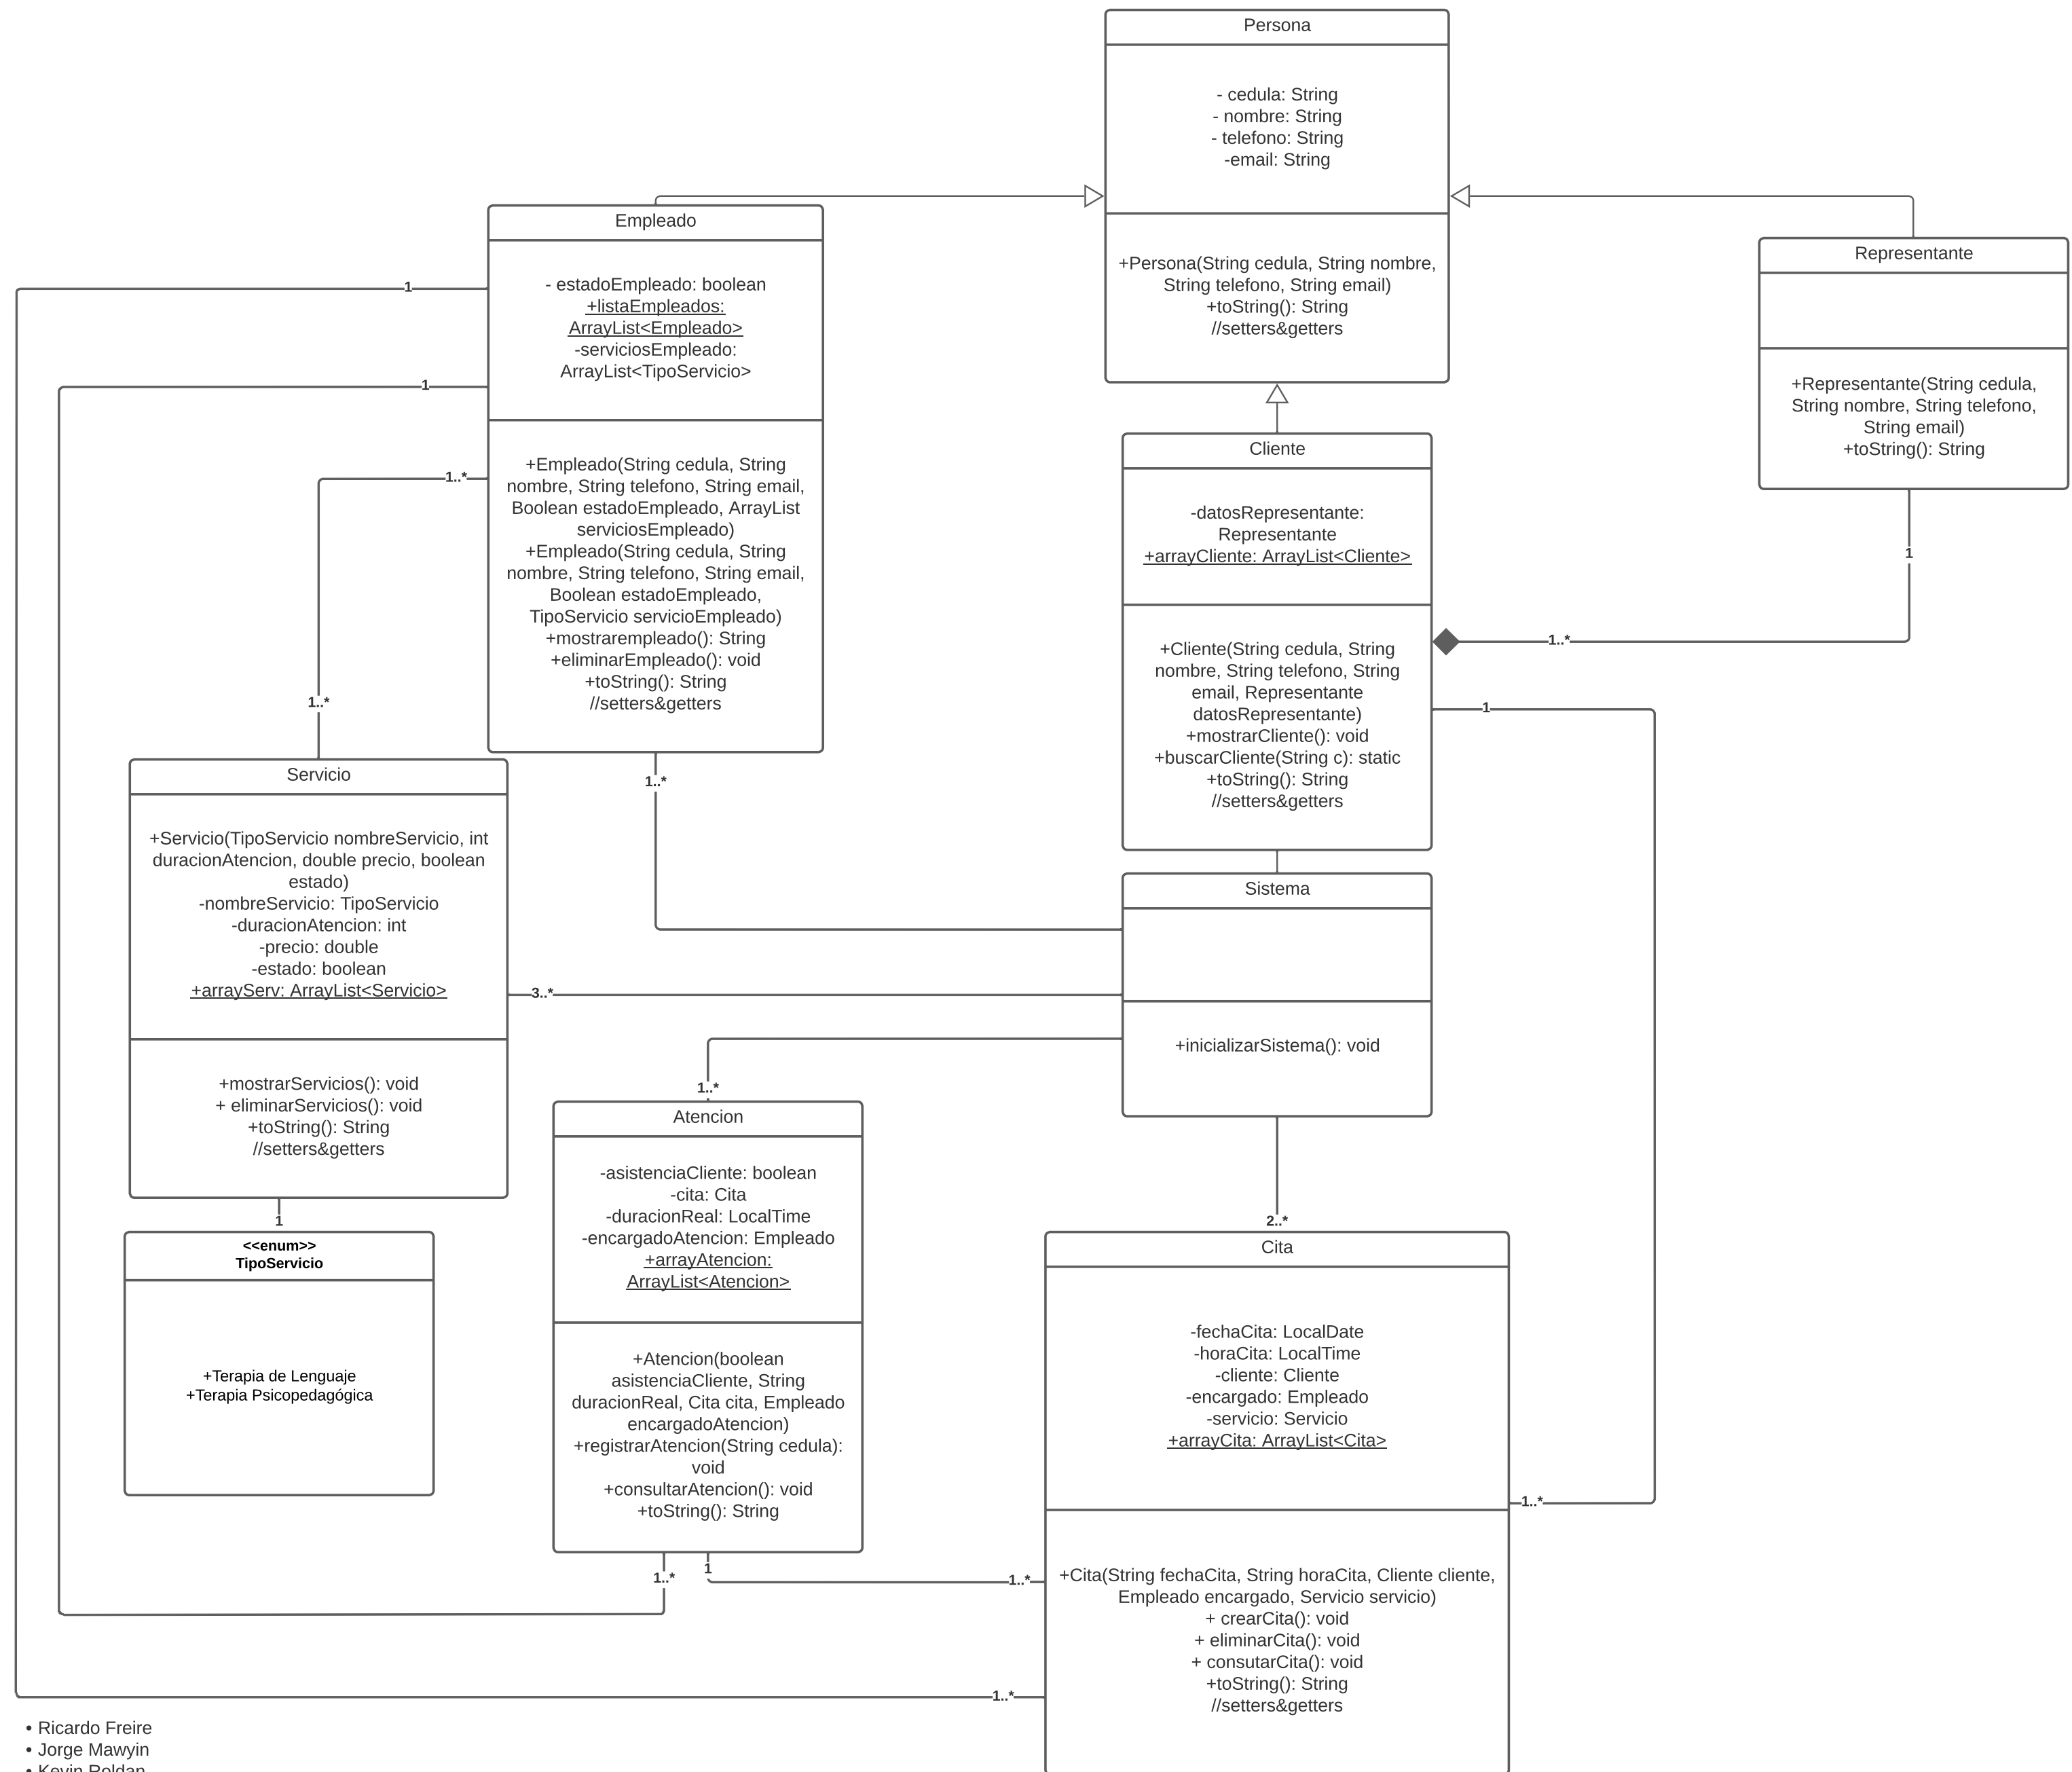 Persona
- cedula: String
- nombre: String
- telefono: String
-email: String
+Persona(String cedula, String nombre,
String telefono, String email)
+toString(): String
//setters&getters
Empleado
- estadoEmpleado: boolean
+listaEmpleados:
ArrayList<Empleado>
-serviciosEmpleado:
ArrayList<TipoServicio>
+Empleado(String cedula, String
nombre, String telefono, String email,
Boolean estadoEmpleado, ArrayList
serviciosEmpleado)
+Empleado(String cedula, String
nombre, String telefono, String email,
Boolean estadoEmpleado,
TipoServicio servicioEmpleado)
+mostrarempleado(): String
+eliminarEmpleado(): void
+toString(): String
//setters&getters
1
1
1..*
1..*
1..*
Representante
+Representante(String cedula,
String nombre, String telefono,
String email)
+toString(): String
1
1..*
Cliente
-datosRepresentante:
Representante
+arrayCliente: ArrayList<Cliente>
+Cliente(String cedula, String
nombre, String telefono, String
email, Representante
datosRepresentante)
+mostrarCliente(): void
+buscarCliente(String c): static
+toString(): String
//setters&getters
1
Servicio
+Servicio(TipoServicio nombreServicio, int
duracionAtencion, double precio, boolean
estado)
-nombreServicio: TipoServicio
-duracionAtencion: int
-precio: double
-estado: boolean
+arrayServ: ArrayList<Servicio>
+mostrarServicios(): void
+ eliminarServicios(): void
+toString(): String
//setters&getters
3..*
1
Sistema
+inicializarSistema(): void
1..*
2..*
<<enum>>
TipoServicio
+Terapia de Lenguaje
+Terapia Psicopedagógica
Atencion
-asistenciaCliente: boolean
-cita: Cita
-duracionReal: LocalTime
-encargadoAtencion: Empleado
+arrayAtencion:
ArrayList<Atencion>
+Atencion(boolean
asistenciaCliente, String
duracionReal, Cita cita, Empleado
encargadoAtencion)
+registrarAtencion(String cedula):
void
+consultarAtencion(): void
+toString(): String
1..*
1
1..*
Cita
-fechaCita: LocalDate
-horaCita: LocalTime
-cliente: Cliente
-encargado: Empleado
-servicio: Servicio
+arrayCita: ArrayList<Cita>
1..*
+Cita(String fechaCita, String horaCita, Cliente cliente,
Empleado encargado, Servicio servicio)
+ crearCita(): void
+ eliminarCita(): void
+ consutarCita(): void
+toString(): String
//setters&getters
1..*
• Ricardo Freire
• Jorge Mawyin
• Kevin Roldan